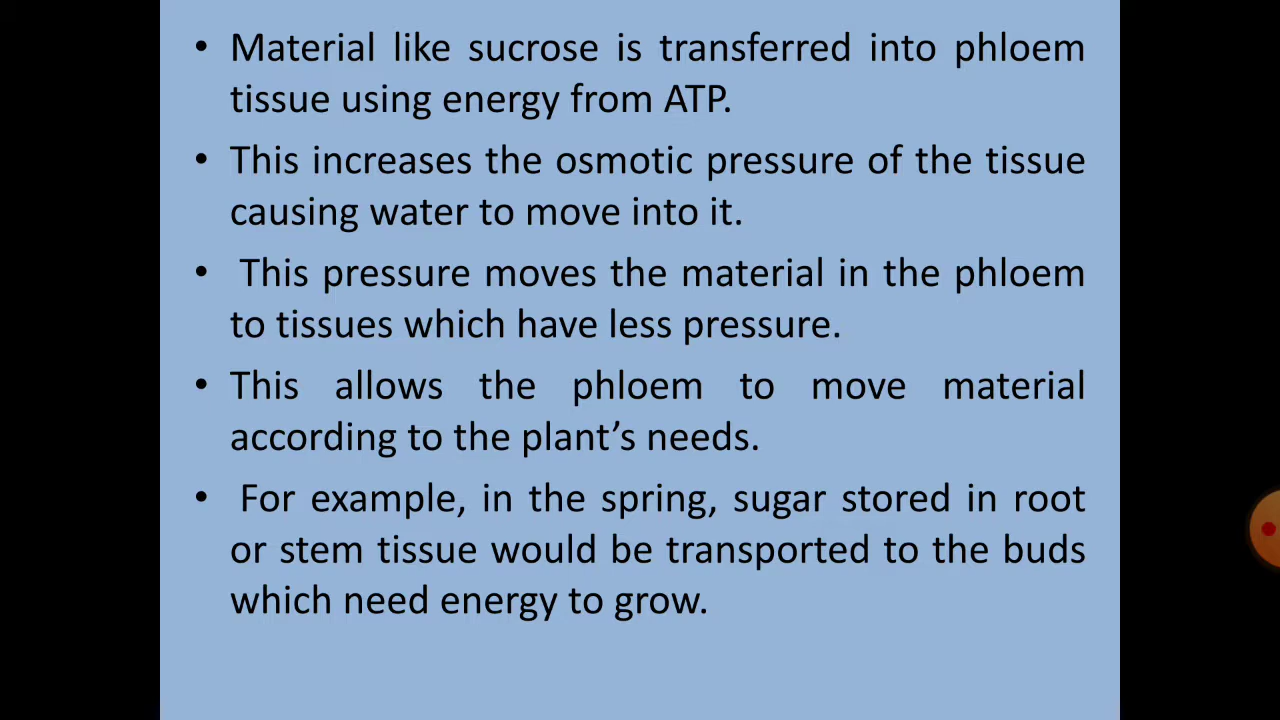 • Material like sucrose is transferred into phloem
tissue using energy from ATP.
• This increases the osmotic pressure of the tissue
causing water to move into it.
• This pressure moves the material in the phloem
to tissues which have less pressure.
• This allows the phloem to move material
according to the plant’s needs.
• For example, in the spring, sugar stored in root
or stem tissue would be transported to the buds
which need energy to grow.